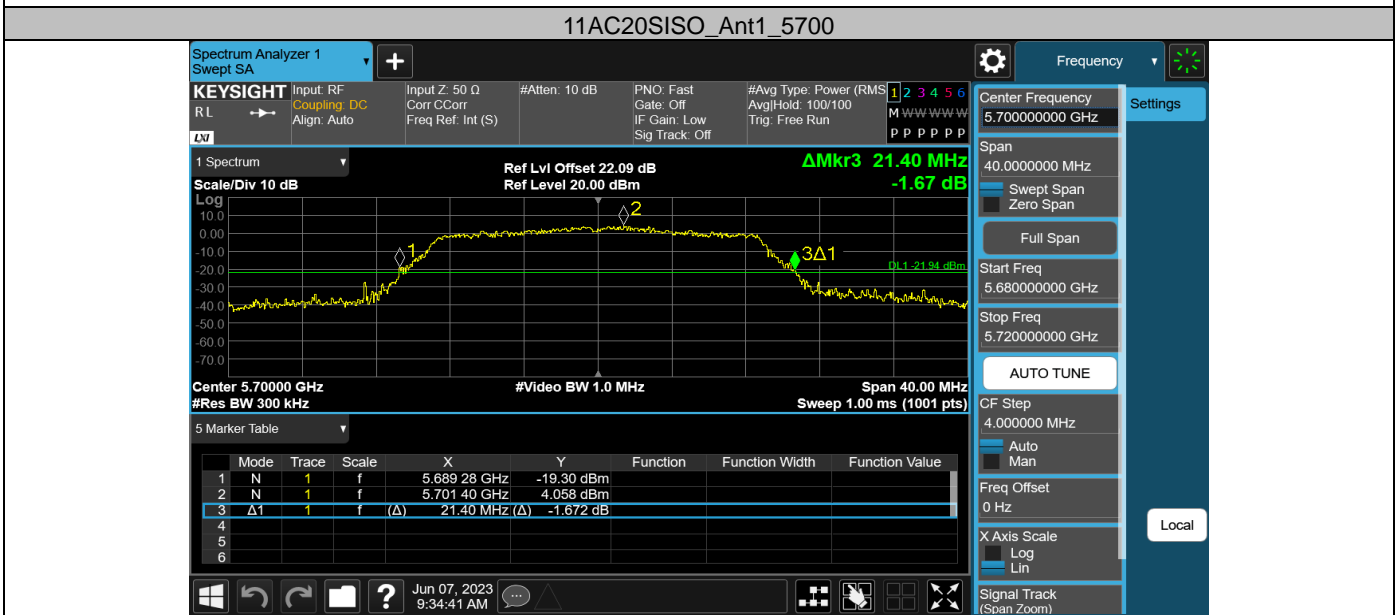 11AC20SISO_Ant1_5700
Spectrum Analyzer 1
Swept SA
Frequency
KEYSIGHT
R L
LXI
Input: RF
Coupling: DC
Align: Auto
Input Z: 50 Ω
Corr CCorr
Freq Ref: Int (S)
#Atten: 10 dB
PNO: Fast
Gate: Off
IF Gain: Low
Sig Track: Off
#Avg Type: Power (RMS
Avg|Hold: 100/100
Trig: Free Run
1 2 3 4 5 6
M W W W W W
P P P P P P
1 Spectrum
Scale/Div 10 dB
Ref Lvl Offset 22.09 dB
Ref Level 20.00 dBm
ΔMkr3 21.40 MHz
-1.67 dB
Log
10.0
0.00
-10.0
-20.0
-30.0
-40.0
-50.0
-60.0
-70.0
1
2
3Δ1
DL1 -21.94 dBm
Center 5.70000 GHz
#Video BW 1.0 MHz
Span 40.00 MHz
#Res BW 300 kHz
Sweep 1.00 ms (1001 pts)
5 Marker Table
Mode Trace Scale X Y Function Function Width Function Value
1 N 1 f 5.689 28 GHz -19.30 dBm
2 N 1 f 5.701 40 GHz 4.058 dBm
3 Δ1 1 f (Δ) 21.40 MHz (Δ) -1.672 dB
4
5
6
Jun 07, 2023
9:34:41 AM
Center Frequency
5.700000000 GHz
Settings
Span
40.0000000 MHz
Swept Span
Zero Span
Full Span
Start Freq
5.680000000 GHz
Stop Freq
5.720000000 GHz
AUTO TUNE
CF Step
4.000000 MHz
Auto
Man
Freq Offset
0 Hz
Local
X Axis Scale
Log
Lin
Signal Track
(Span Zoom)